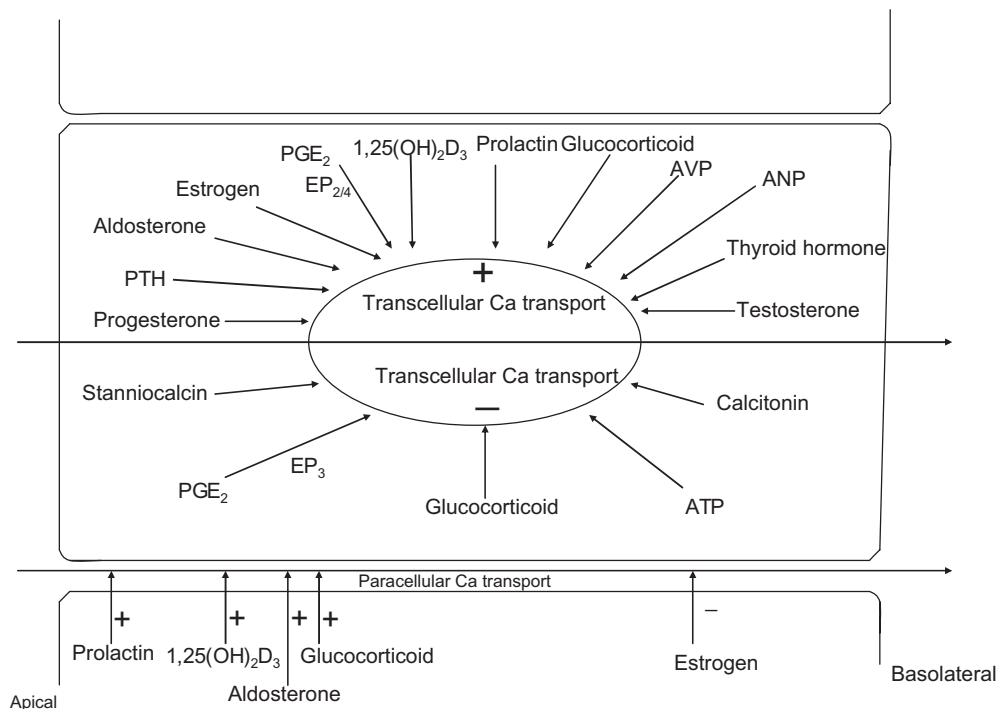 1,25(OH)₂D₃
Prolactin
Glucocorticoid
PGE₂
EP₂/₄
AVP
ANP
Estrogen
Aldosterone
Thyroid hormone
PTH
+
Transcellular Ca transport
Testosterone
Progesterone
Transcellular Ca transport
Stanniocalcin
Calcitonin
–
EP₃
PGE₂
Glucocorticoid
ATP
Paracellular Ca transport
+
+
+
+
–
Prolactin
1,25(OH)₂D₃
Glucocorticoid
Estrogen
Basolateral
Aldosterone
Apical